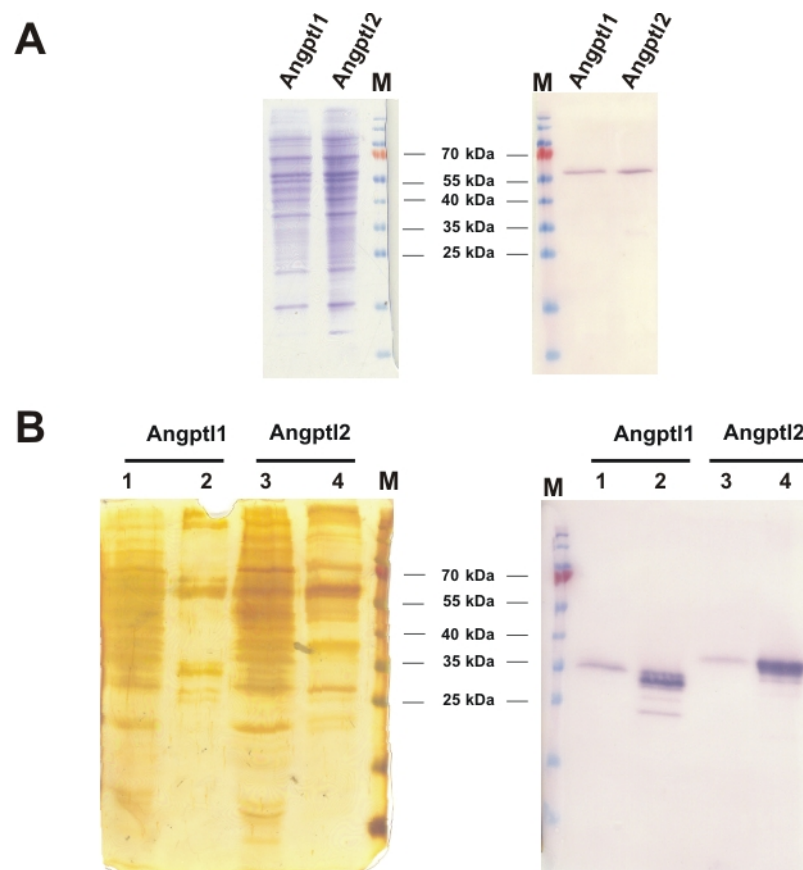 A
Angptl1 Angptl2 M
M Angptl1 Angptl2
70 kDa
55 kDa
40 kDa
35 kDa
25 kDa
B
Angptl1 Angptl2
1 2 3 4 M
Angptl1 Angptl2
M 1 2 3 4
70 kDa
55 kDa
40 kDa
35 kDa
25 kDa